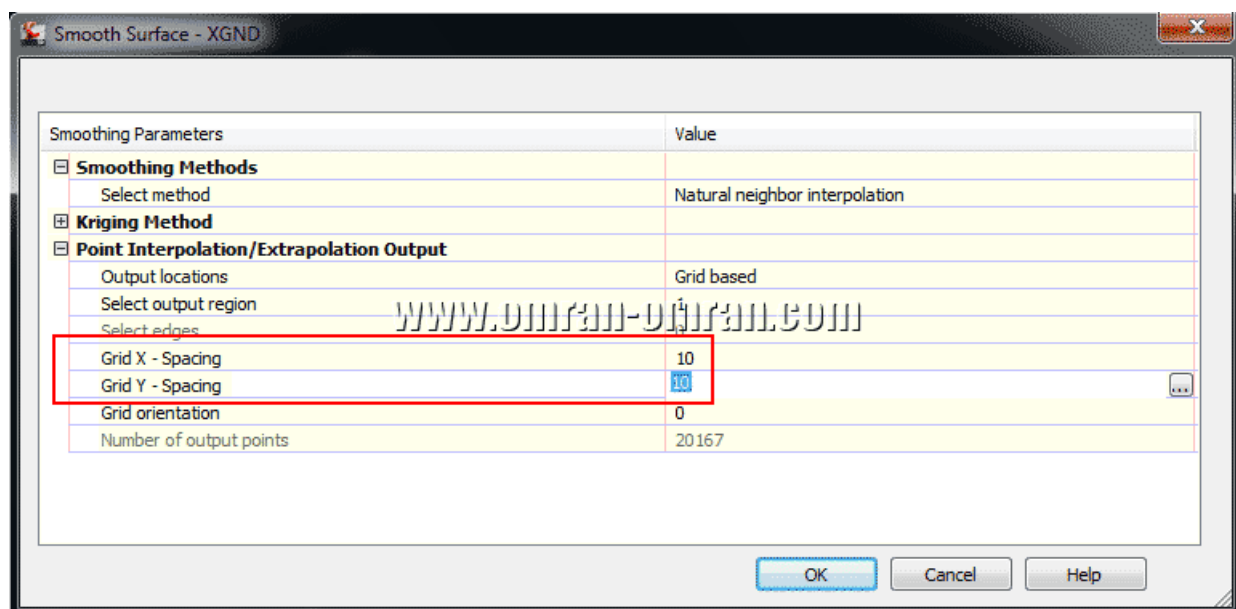 Smooth Surface - XGND
Smoothing Parameters Value
Smoothing Methods
Select method Natural neighbor interpolation
Kriging Method
Point Interpolation/Extrapolation Output
Output locations Grid based
Select output region 1
www.omran-omran.com
Select edges 0
Grid X - Spacing 10
Grid Y - Spacing 10 ...
Grid orientation 0
Number of output points 20167
OK Cancel Help